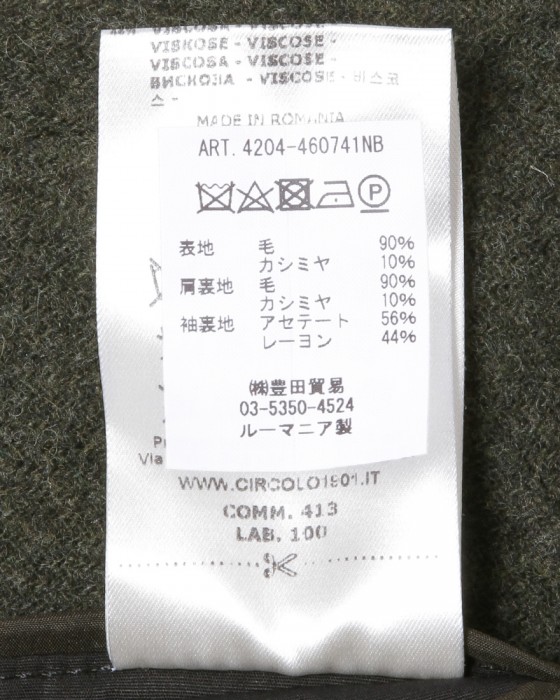 VISKOSE - VISCOSE -
VISCOSA - VISCOSE -
ВИСКОЗА - VISCOSE - 비스코
스 -
MADE IN ROMANIA
ART. 4204-460741NB
P
表地 毛 90%
カシミヤ 10%
肩裏地 毛 90%
カシミヤ 10%
袖裏地 アセテート 56%
レーヨン 44%
㈱豊田貿易
03-5350-4524
ルーマニア製
Via
WWW.CIRCOLO1901.IT
COMM. 413
LAB. 100